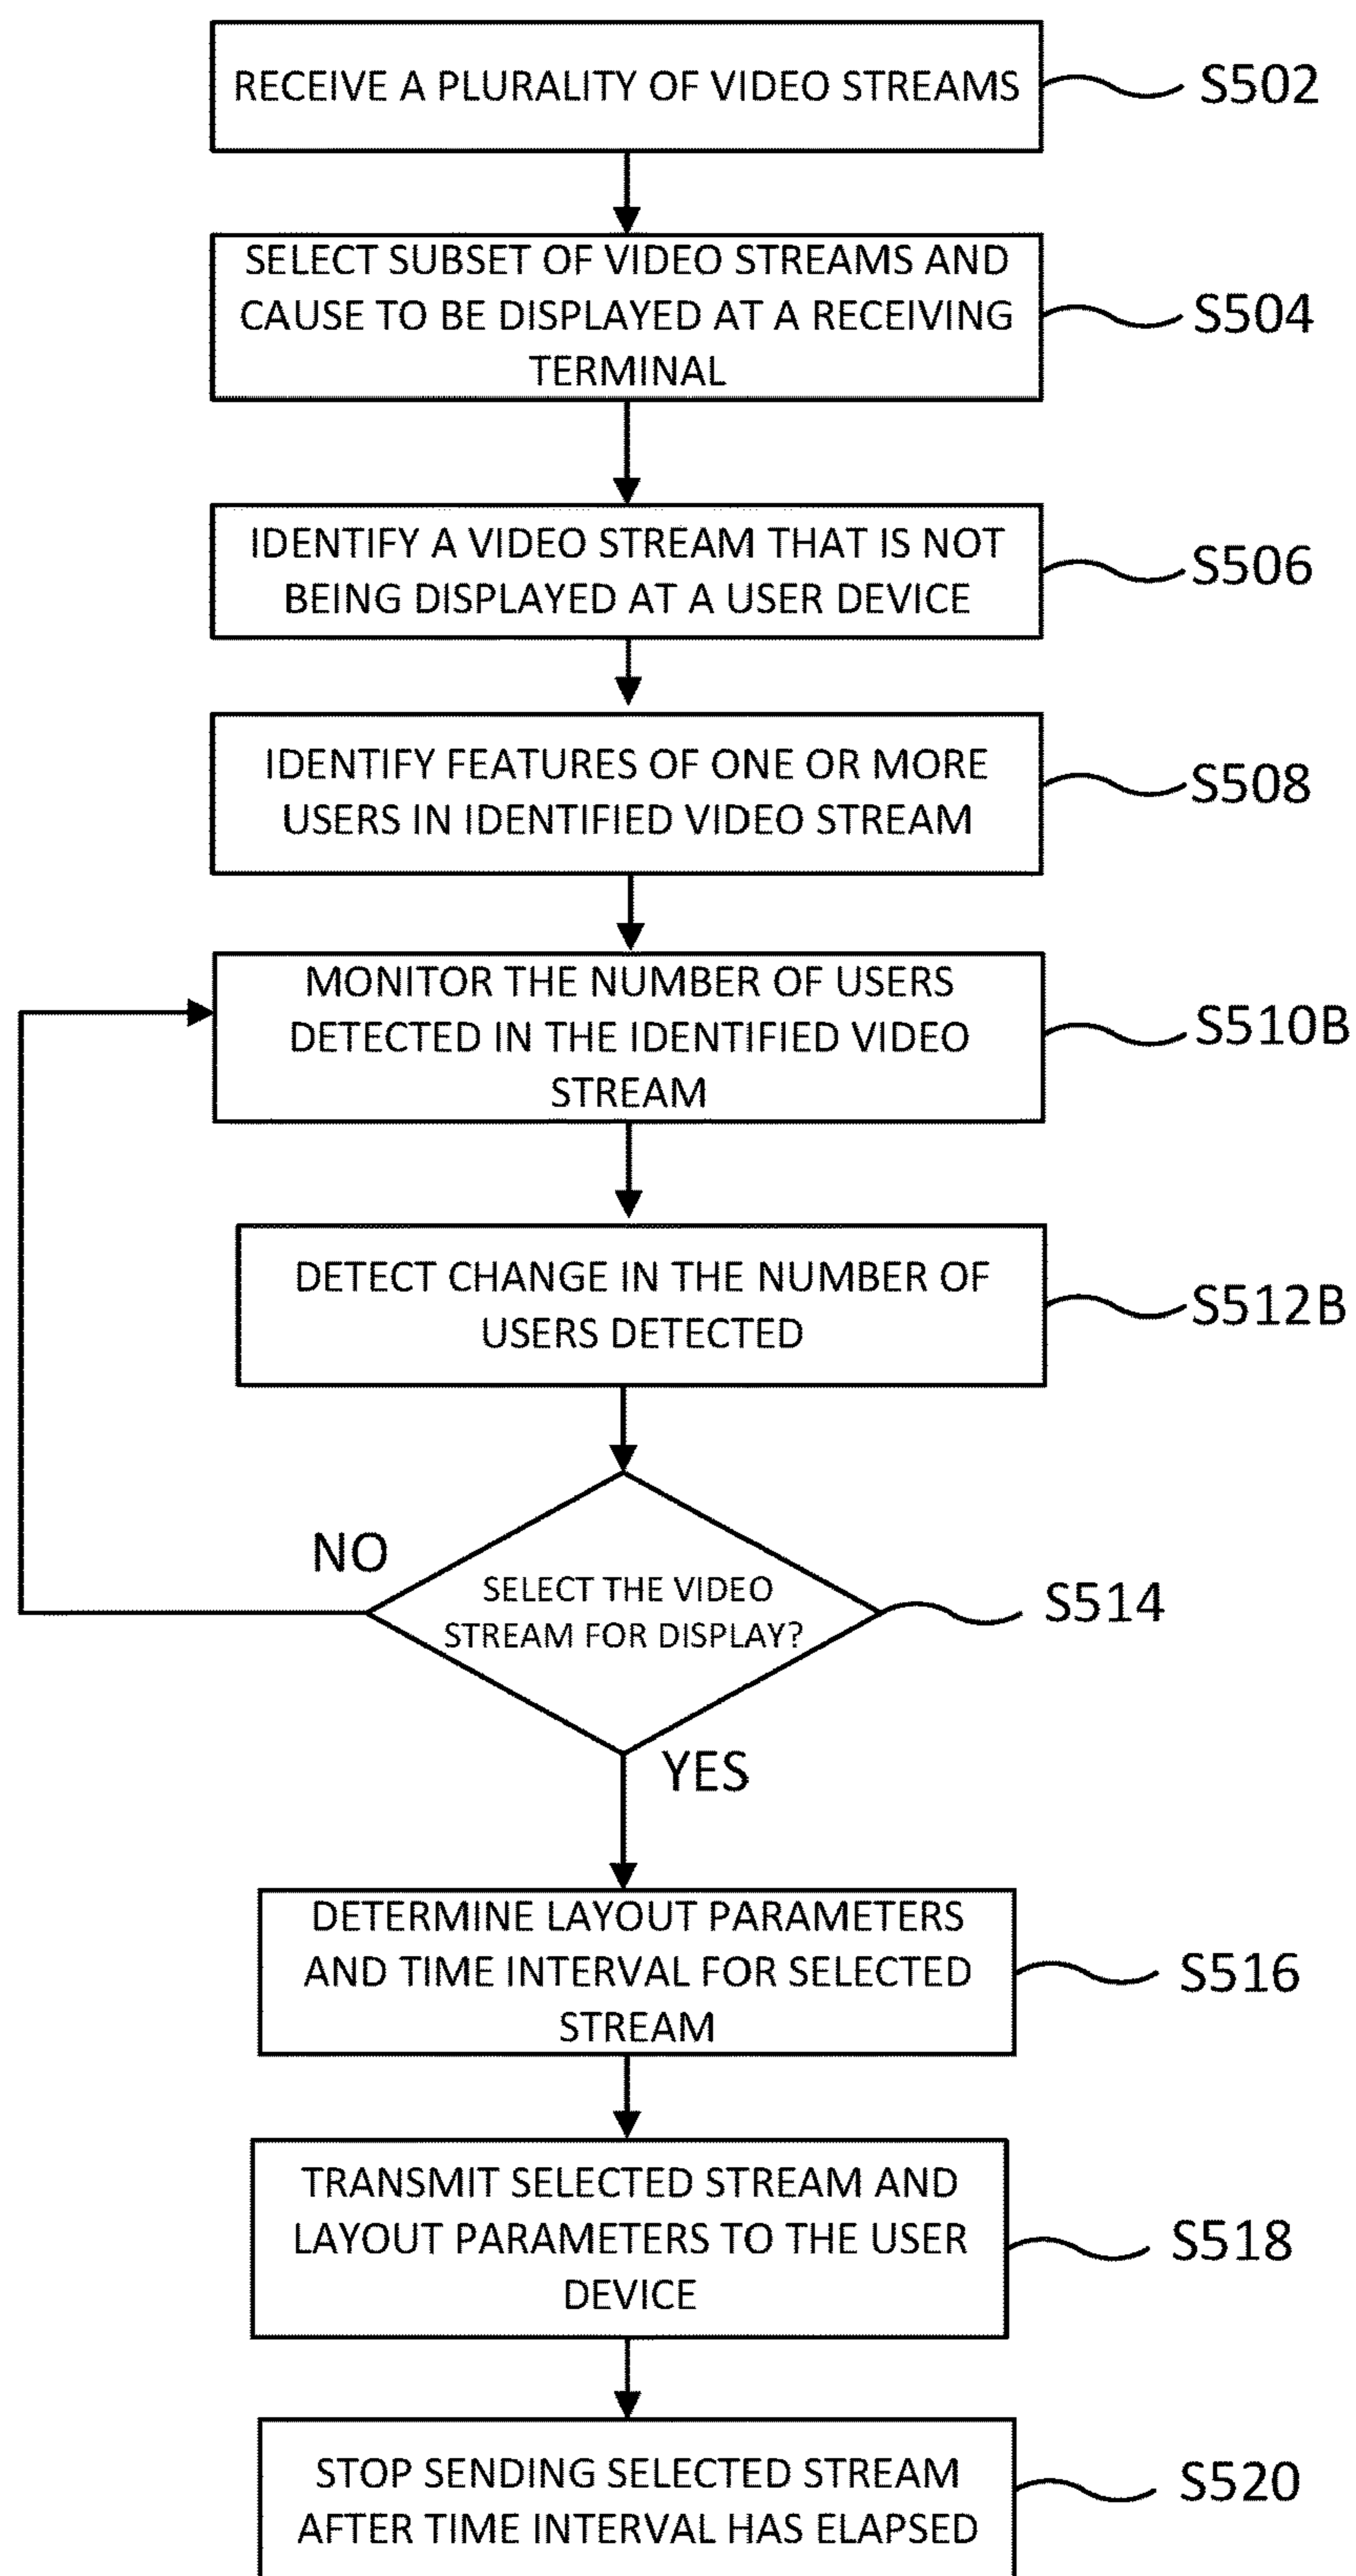 RECEIVE A PLURALITY OF VIDEO STREAMS
S502
SELECT SUBSET OF VIDEO STREAMS AND
CAUSE TO BE DISPLAYED AT A RECEIVING
TERMINAL
S504
IDENTIFY A VIDEO STREAM THAT IS NOT
BEING DISPLAYED AT A USER DEVICE
S506
IDENTIFY FEATURES OF ONE OR MORE
USERS IN IDENTIFIED VIDEO STREAM
S508
MONITOR THE NUMBER OF USERS
DETECTED IN THE IDENTIFIED VIDEO
STREAM
S510B
DETECT CHANGE IN THE NUMBER OF
USERS DETECTED
S512B
NO
SELECT THE VIDEO
STREAM FOR DISPLAY?
S514
YES
DETERMINE LAYOUT PARAMETERS
AND TIME INTERVAL FOR SELECTED
STREAM
S516
TRANSMIT SELECTED STREAM AND
LAYOUT PARAMETERS TO THE USER
DEVICE
S518
STOP SENDING SELECTED STREAM
AFTER TIME INTERVAL HAS ELAPSED
S520